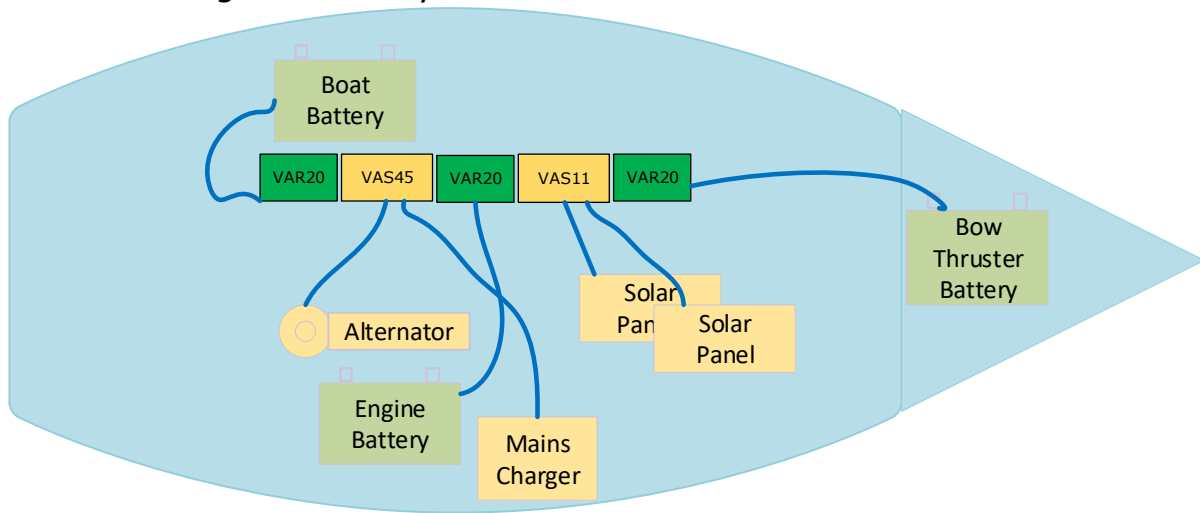 Boat
Battery
VAR20
VAS45
VAR20
VAS11
VAR20
Bow
Thruster
Battery
Solar
Solar
Panel
Alternator
Engine
Battery
Mains
Charger